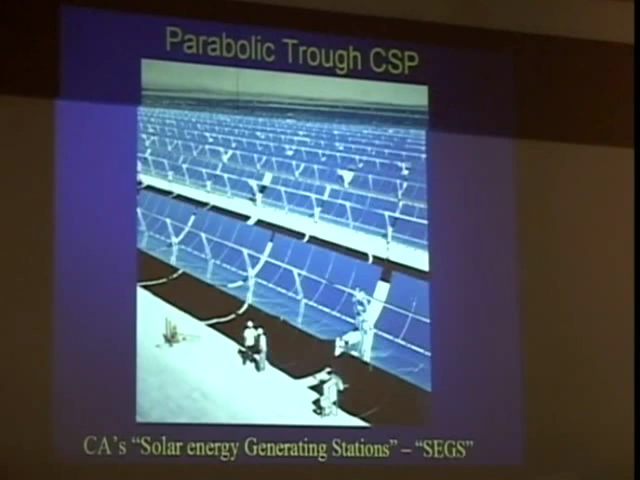 Parabolic Trough CSP
CA's “Solar energy Generating Stations” – “SEGS”